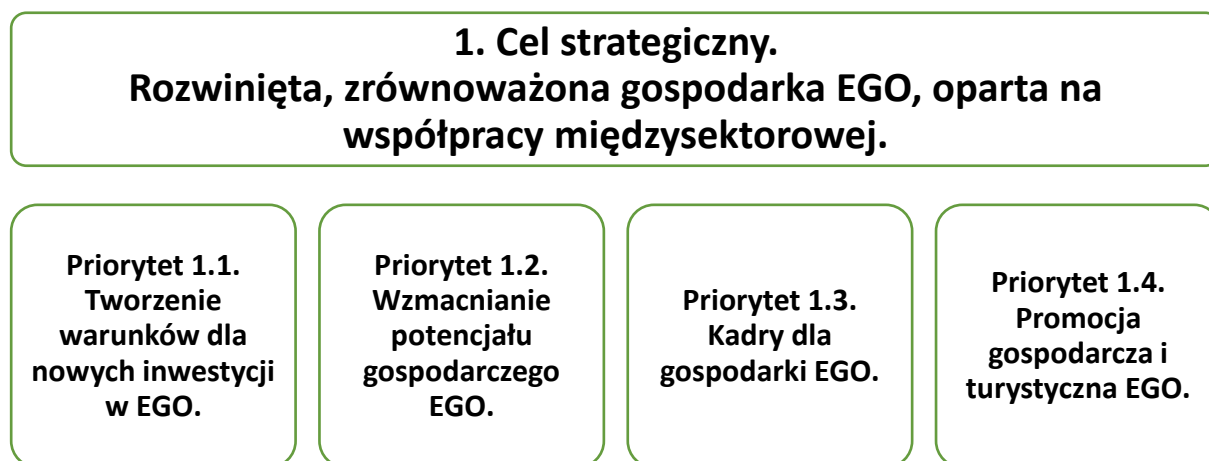 1. Cel strategiczny.
Rozwinięta, zrównoważona gospodarka EGO, oparta na
współpracy międzysektorowej.
Priorytet 1.1.
Tworzenie
warunków dla
nowych inwestycji
w EGO.
Priorytet 1.2.
Wzmacnianie
potencjału
gospodarczego
EGO.
Priorytet 1.3.
Kadry dla
gospodarki EGO.
Priorytet 1.4.
Promocja
gospodarcza i
turystyczna EGO.